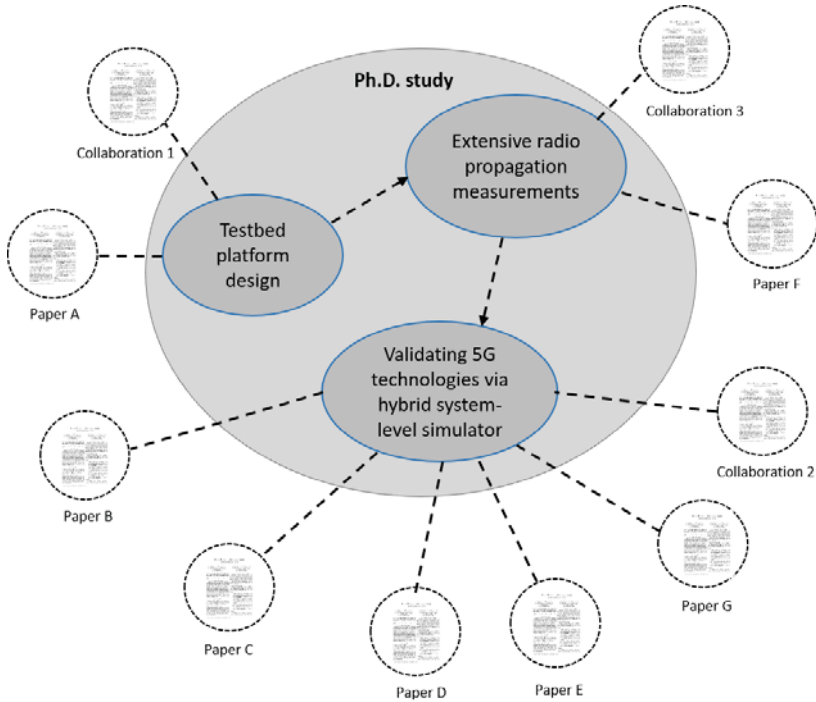 Ph.D. study
Collaboration 1
Collaboration 3
Extensive radio
propagation
measurements
Testbed
platform
design
Paper A
Paper F
Validating 5G
technologies via
hybrid system-
level simulator
Collaboration 2
Paper B
Paper G
Paper C
Paper D
Paper E